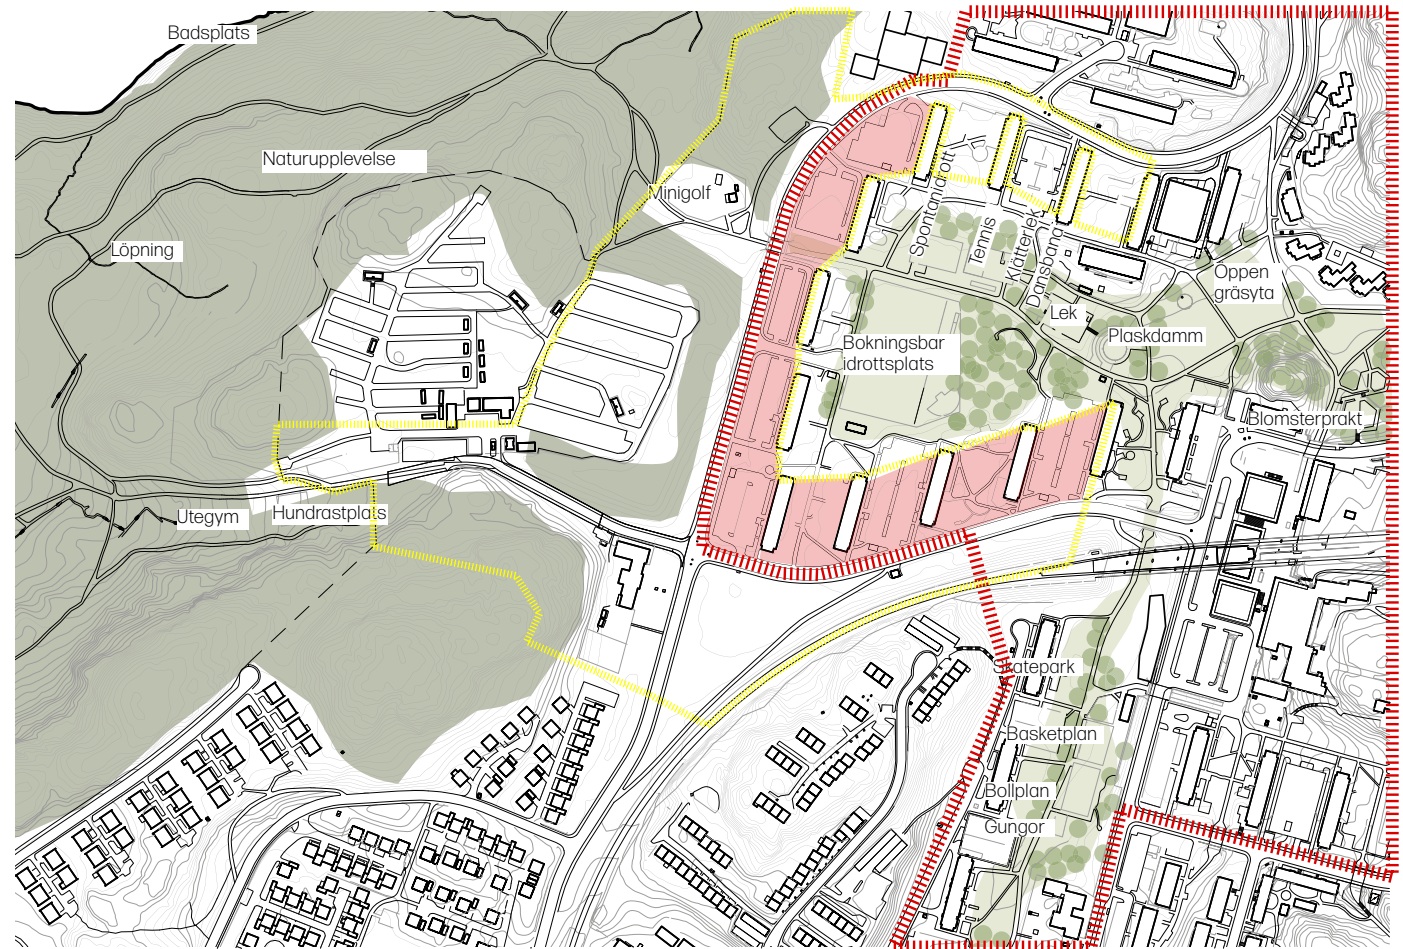 Badsplats
Naturupplevelse
Minigolf
Löpning
Spontanidrott
Tennis
Klätterlek
Dansbana
Öppen
gräsyta
Lek
Plaskdamm
Bokningsbar
idrottsplats
Blomsterprakt
Utegym
Hundrastplats
Skatepark
Basketplan
Bollplan
Gungor